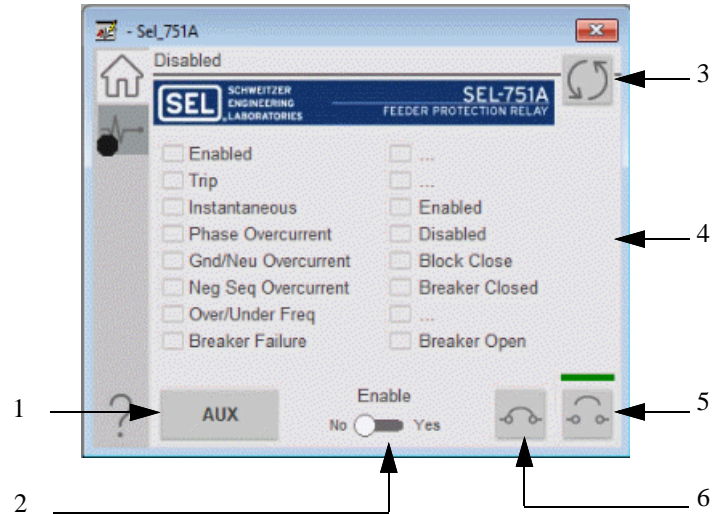 - Sel_751A
Disabled
SEL SCHWEITZER ENGINEERING LABORATORIES
SEL-751A
FEEDER PROTECTION RELAY
Enabled
...
Trip
...
Instantaneous
Enabled
Phase Overcurrent
Disabled
Gnd/Neu Overcurrent
Block Close
Neg Seq Overcurrent
Breaker Closed
Over/Under Freq
...
Breaker Failure
Breaker Open
?
AUX
Enable
No
Yes
1
2
3
4
5
6